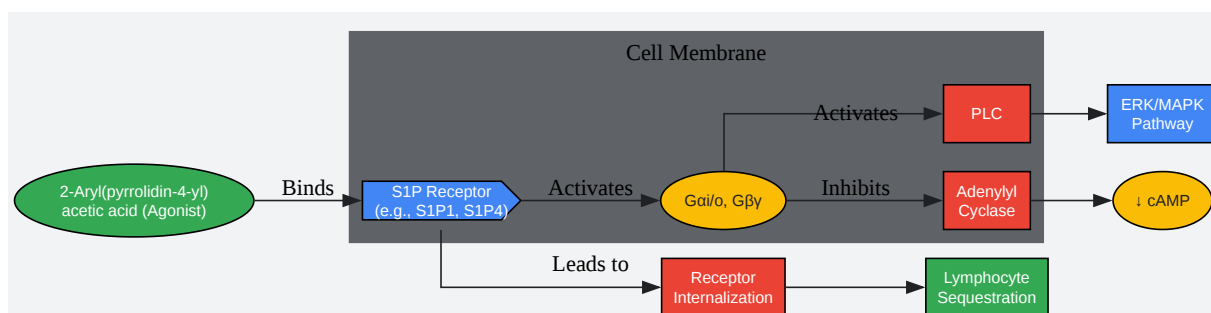 Cell Membrane
Activates
PLC
ERK/MAPK
Pathway
2-Aryl(pyrrolidin-4-yl)
acetic acid (Agonist)
Binds
S1P Receptor
(e.g., S1P1, S1P4)
Activates
Gαi/o, Gβγ
Inhibits
Adenylyl
Cyclase
↓ cAMP
Leads to
Receptor
Internalization
Lymphocyte
Sequestration